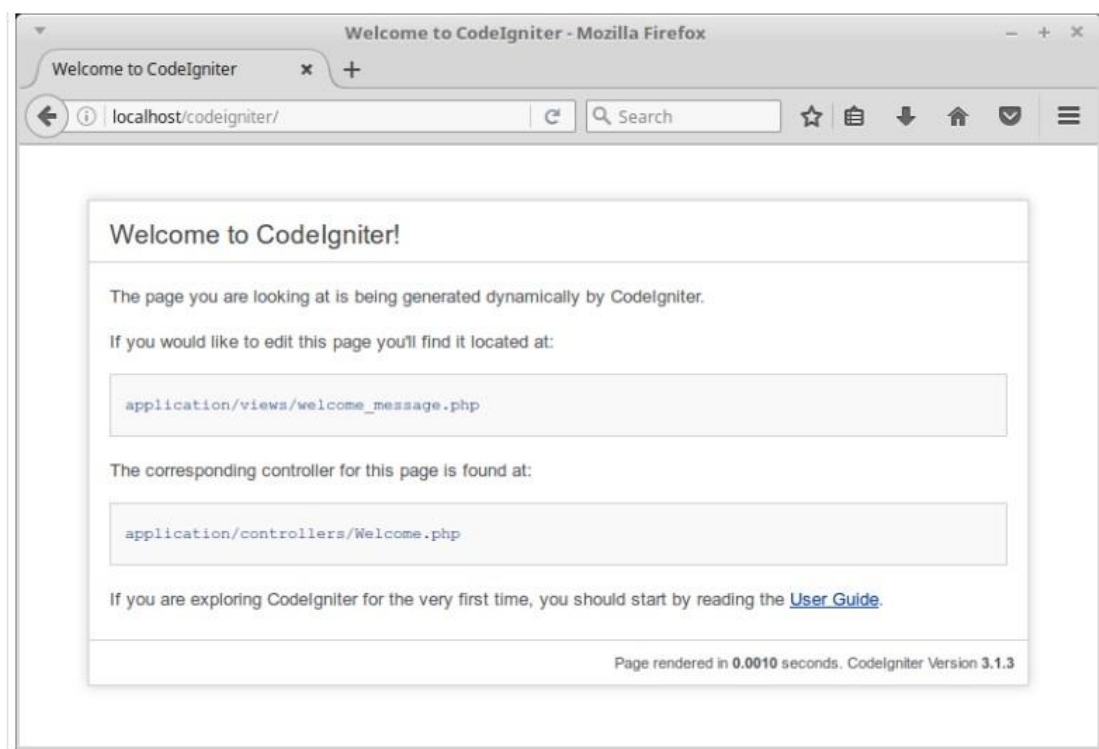 Welcome to CodeIgniter - Mozilla Firefox
Welcome to CodeIgniter
localhost/codeigniter/
Search
Welcome to CodeIgniter!
The page you are looking at is being generated dynamically by CodeIgniter.
If you would like to edit this page you'll find it located at:
application/views/welcome_message.php
The corresponding controller for this page is found at:
application/controllers/Welcome.php
If you are exploring CodeIgniter for the very first time, you should start by reading the User Guide.
Page rendered in 0.0010 seconds. CodeIgniter Version 3.1.3